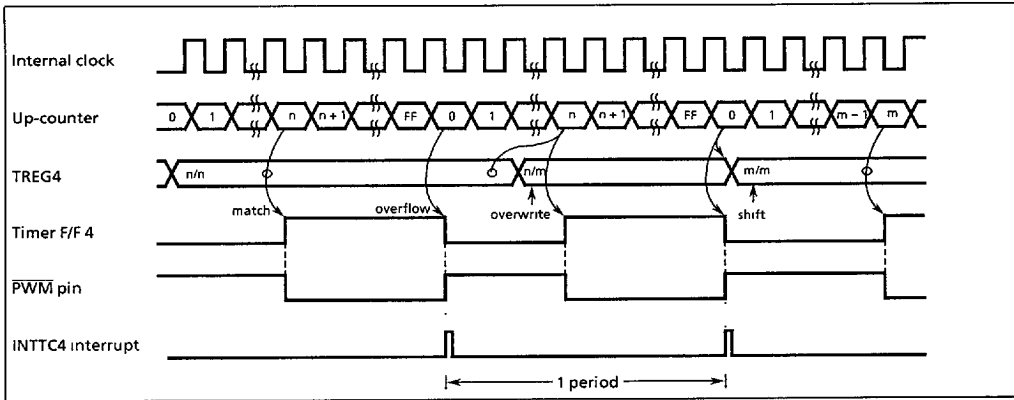 Internal clock
Up-counter 0 1 n n+1 FF 0 1 n n+1 FF 0 1 m-1 m
TREG4 n/n n/m m/m
match overflow overwrite shift
Timer F/F 4
PWM pin
INTTC4 interrupt
1 period